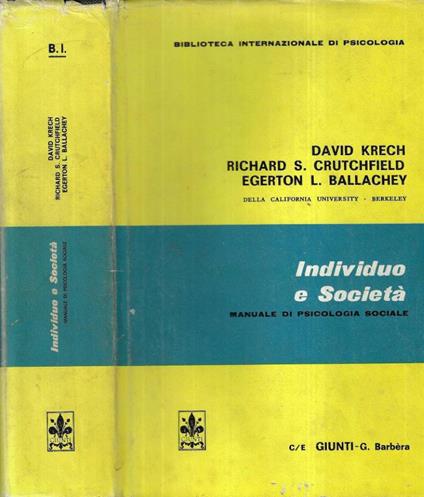 B.I.
DAVID KRECH
RICHARD S. CRUTCHFIELD
EGERTON L. BALLACHEY
Individuo e Società
MANUALE DI PSICOLOGIA SOCIALE
BIBLIOTECA INTERNAZIONALE DI PSICOLOGIA
DAVID KRECH
RICHARD S. CRUTCHFIELD
EGERTON L. BALLACHEY
DELLA CALIFORNIA UNIVERSITY - BERKELEY
Individuo
e Società
MANUALE DI PSICOLOGIA SOCIALE
C/E GIUNTI-G. Barbèra